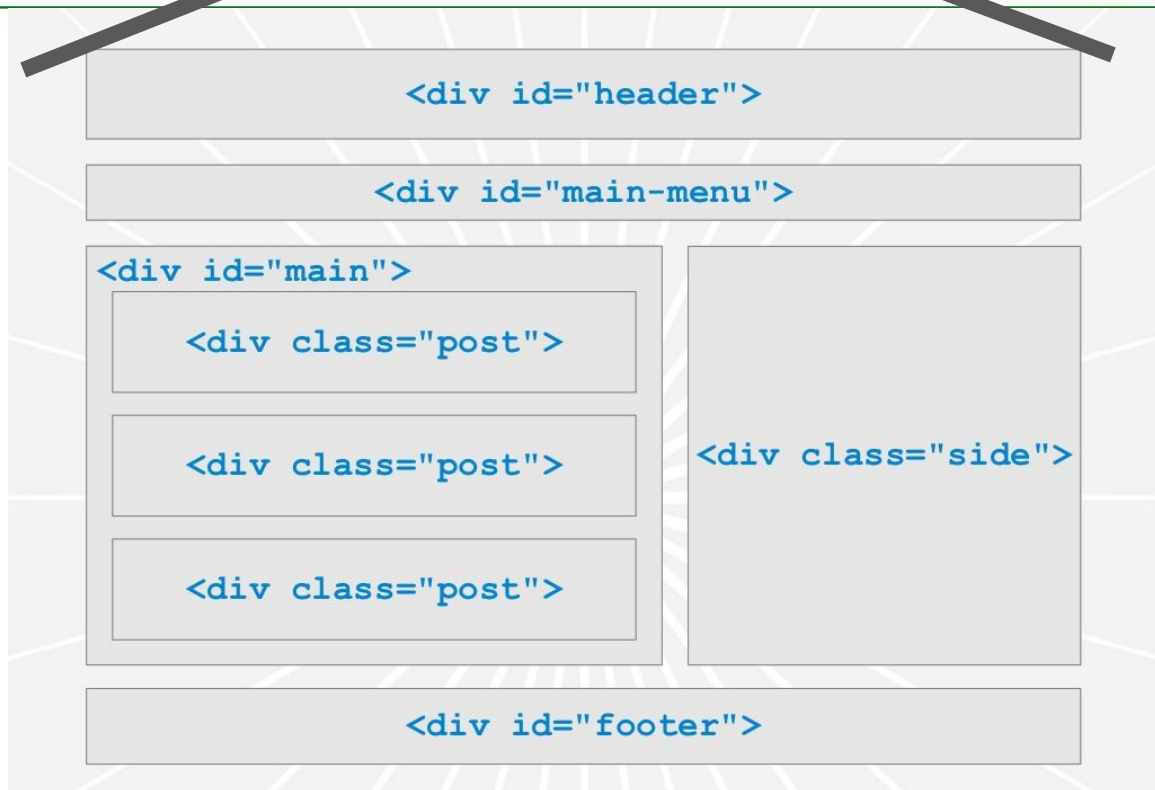 <div id="header">
<div id="main-menu">
<div id="main">
<div class="post">
<div class="post">
<div class="post">
<div class="side">
<div id="footer">